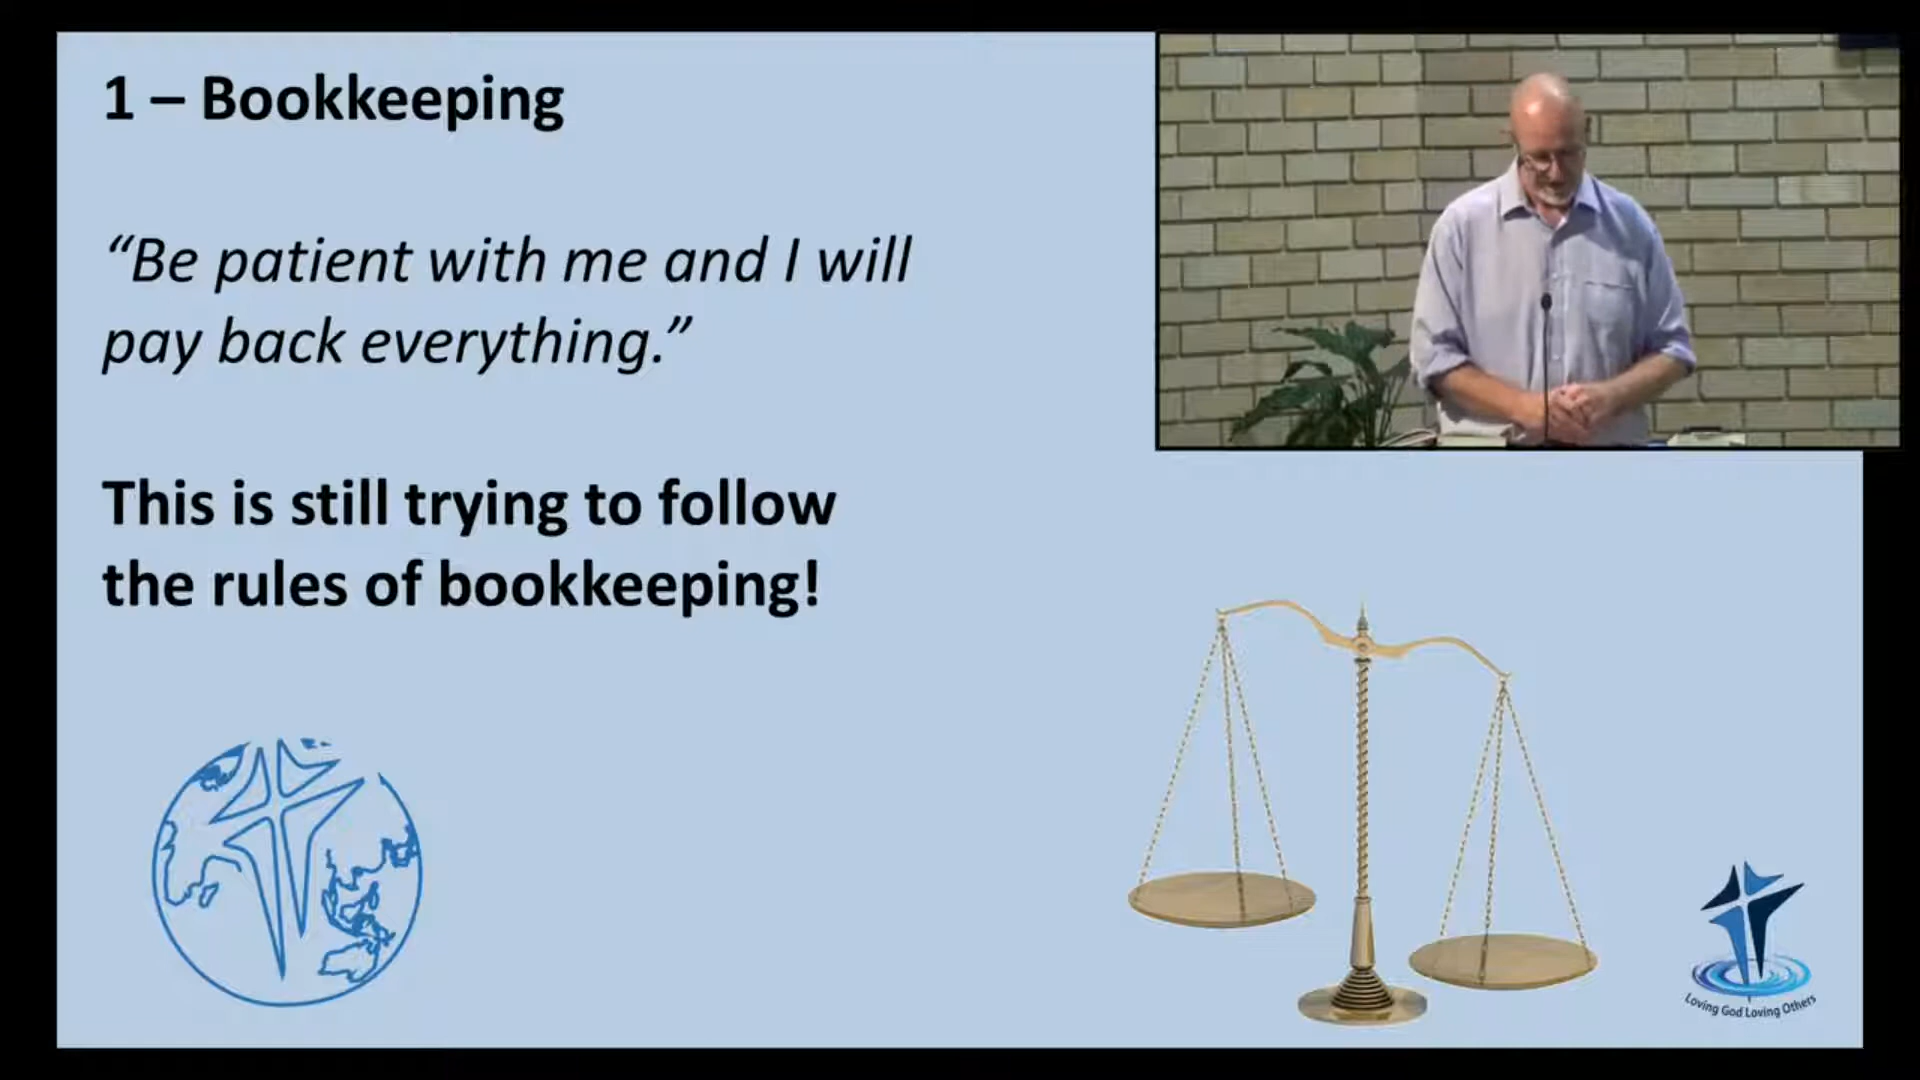 1 – Bookkeeping
“Be patient with me and I will
pay back everything.”
This is still trying to follow
the rules of bookkeeping!
Loving God Loving Others